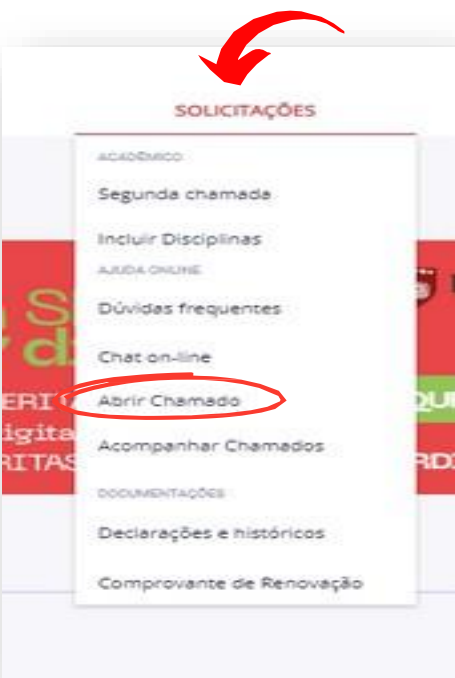 SOLICITAÇÕES
ACADÊMICO
Segunda chamada
Incluir Disciplinas
AJUDA ONLINE
Dúvidas frequentes
Chat on-line
Abrir Chamado
Acompanhar Chamados
DOCUMENTAÇÕES
Declarações e históricos
Comprovante de Renovação